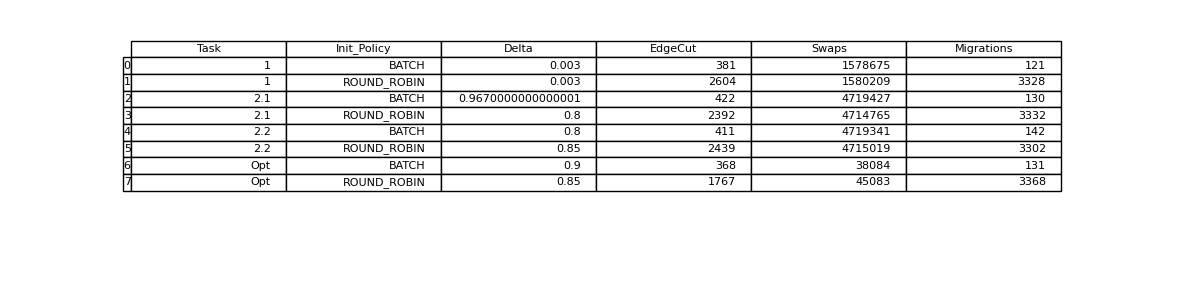 Task Init_Policy Delta EdgeCut Swaps Migrations
0 1 BATCH 0.003 381 1578675 121
1 1 ROUND_ROBIN 0.003 2604 1580209 3328
2 2.1 BATCH 0.9670000000000001 422 4719427 130
3 2.1 ROUND_ROBIN 0.8 2392 4714765 3332
4 2.2 BATCH 0.8 411 4719341 142
5 2.2 ROUND_ROBIN 0.85 2439 4715019 3302
6 Opt BATCH 0.9 368 38084 131
7 Opt ROUND_ROBIN 0.85 1767 45083 3368